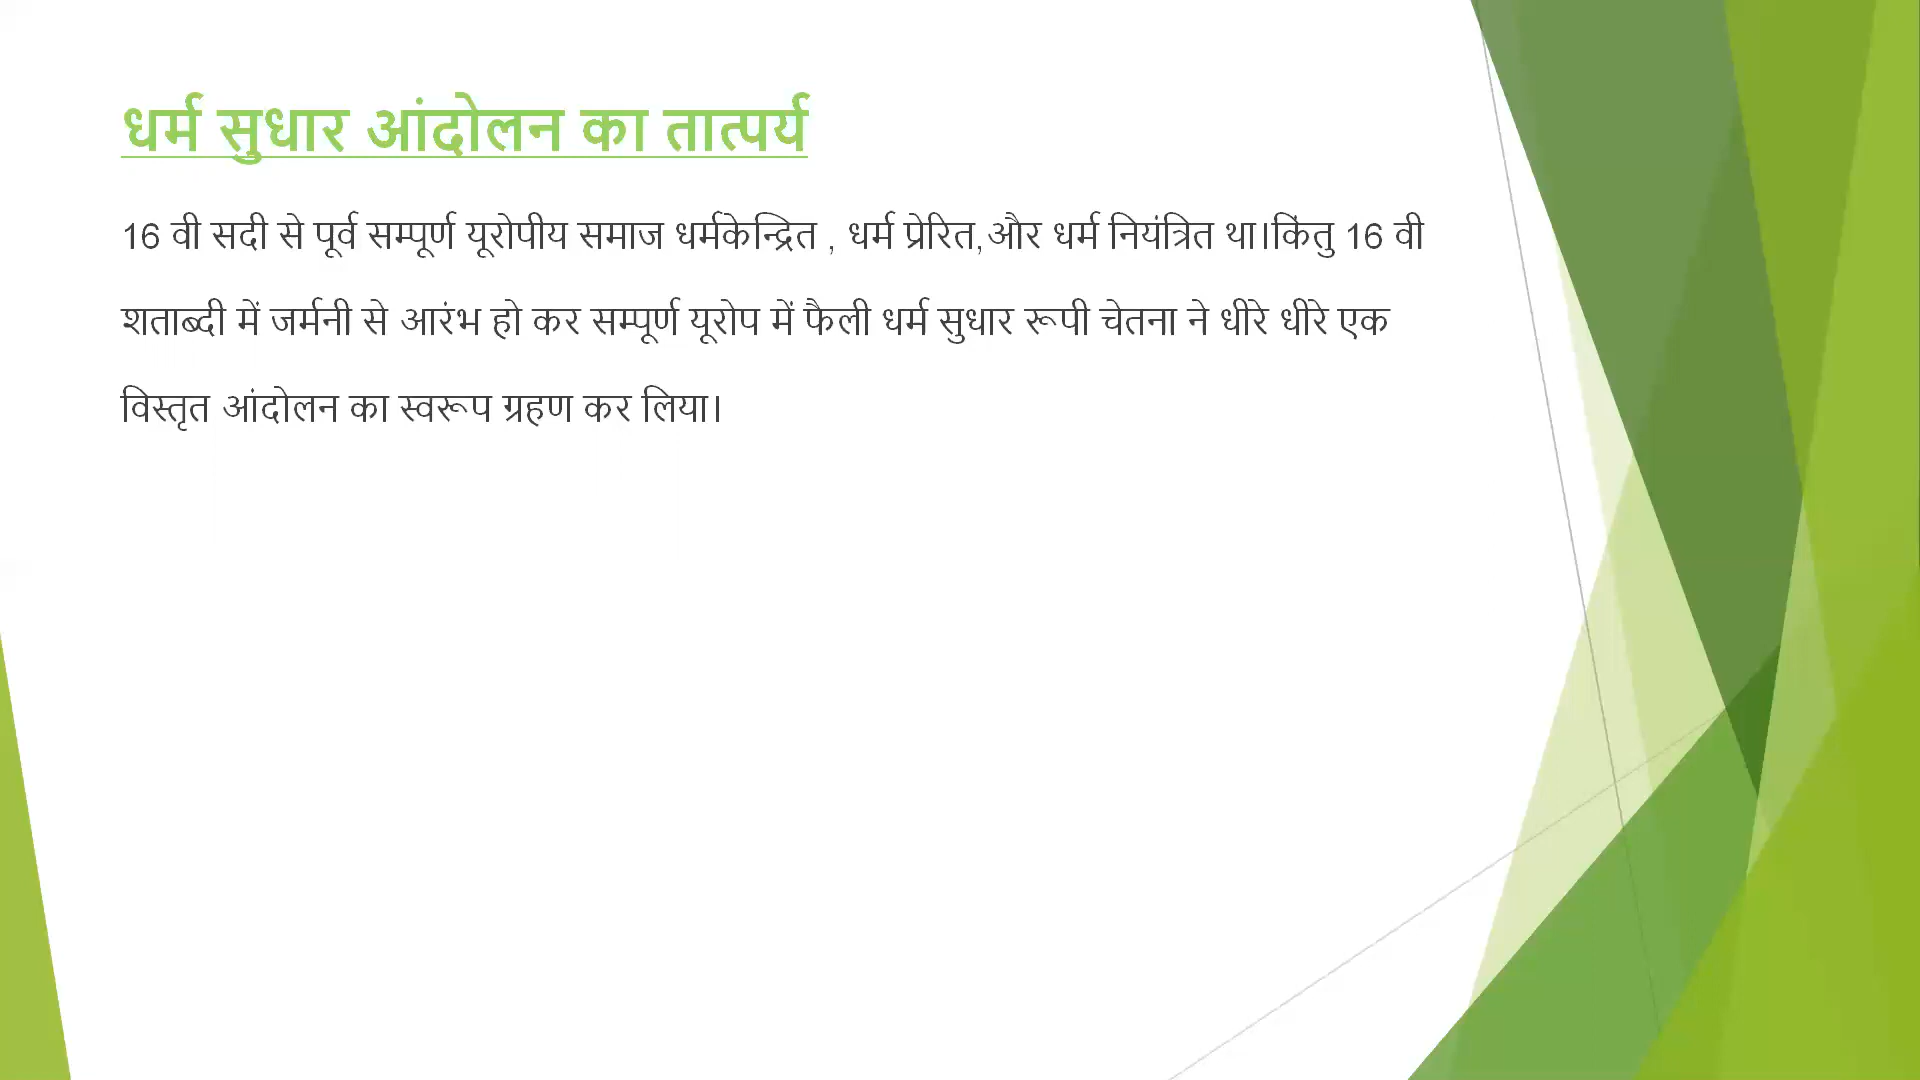 धर्म सुधार आंदोलन का तात्पर्य
16 वी सदी से पूर्व सम्पूर्ण यूरोपीय समाज धर्मकेन्द्रित , धर्म प्रेरित,और धर्म नियंत्रित था।किंतु 16 वी
शताब्दी में जर्मनी से आरंभ हो कर सम्पूर्ण यूरोप में फैली धर्म सुधार रूपी चेतना ने धीरे धीरे एक
विस्तृत आंदोलन का स्वरूप ग्रहण कर लिया।